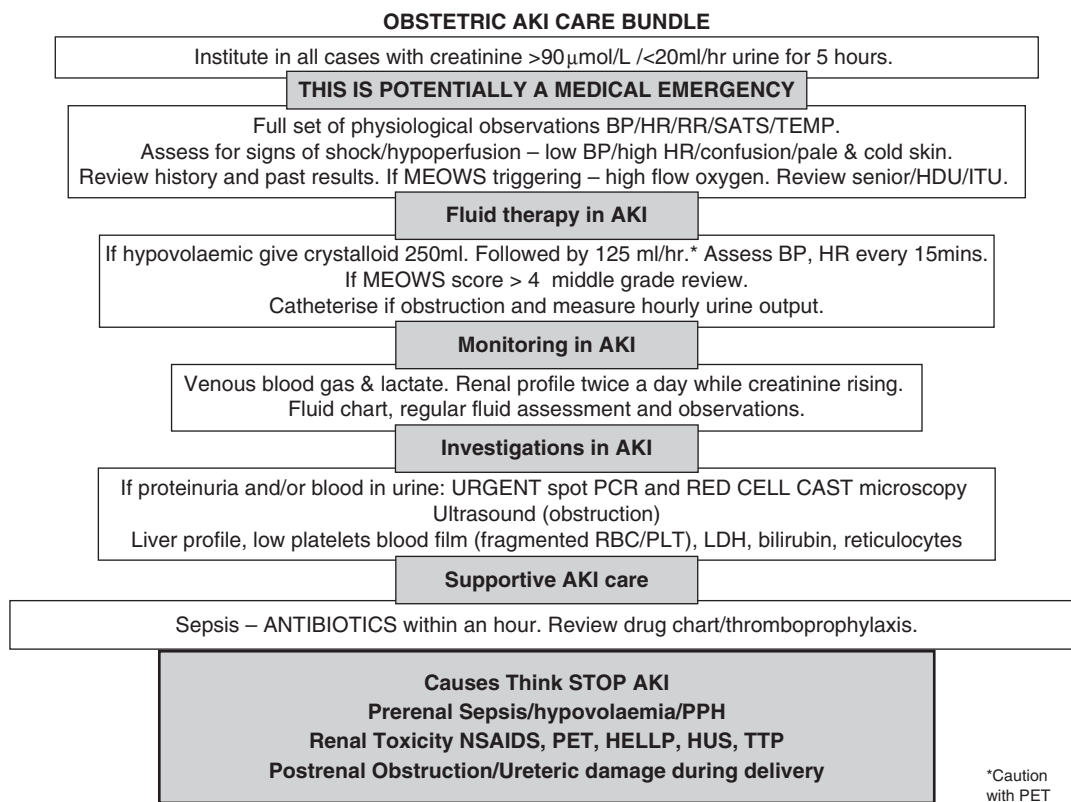 OBSTETRIC AKI CARE BUNDLE
Institute in all cases with creatinine >90μmol/L /<20ml/hr urine for 5 hours.
THIS IS POTENTIALLY A MEDICAL EMERGENCY
Full set of physiological observations BP/HR/RR/SATS/TEMP.
Assess for signs of shock/hypoperfusion – low BP/high HR/confusion/pale & cold skin.
Review history and past results. If MEOWS triggering – high flow oxygen. Review senior/HDU/ITU.
Fluid therapy in AKI
If hypovolaemic give crystalloid 250ml. Followed by 125 ml/hr.* Assess BP, HR every 15mins.
If MEOWS score > 4 middle grade review.
Catheterise if obstruction and measure hourly urine output.
Monitoring in AKI
Venous blood gas & lactate. Renal profile twice a day while creatinine rising.
Fluid chart, regular fluid assessment and observations.
Investigations in AKI
If proteinuria and/or blood in urine: URGENT spot PCR and RED CELL CAST microscopy
Ultrasound (obstruction)
Liver profile, low platelets blood film (fragmented RBC/PLT), LDH, bilirubin, reticulocytes
Supportive AKI care
Sepsis – ANTIBIOTICS within an hour. Review drug chart/thromboprophylaxis.
Causes Think STOP AKI
Prerenal Sepsis/hypovolaemia/PPH
Renal Toxicity NSAIDS, PET, HELLP, HUS, TTP
Postrenal Obstruction/Ureteric damage during delivery
*Caution
with PET